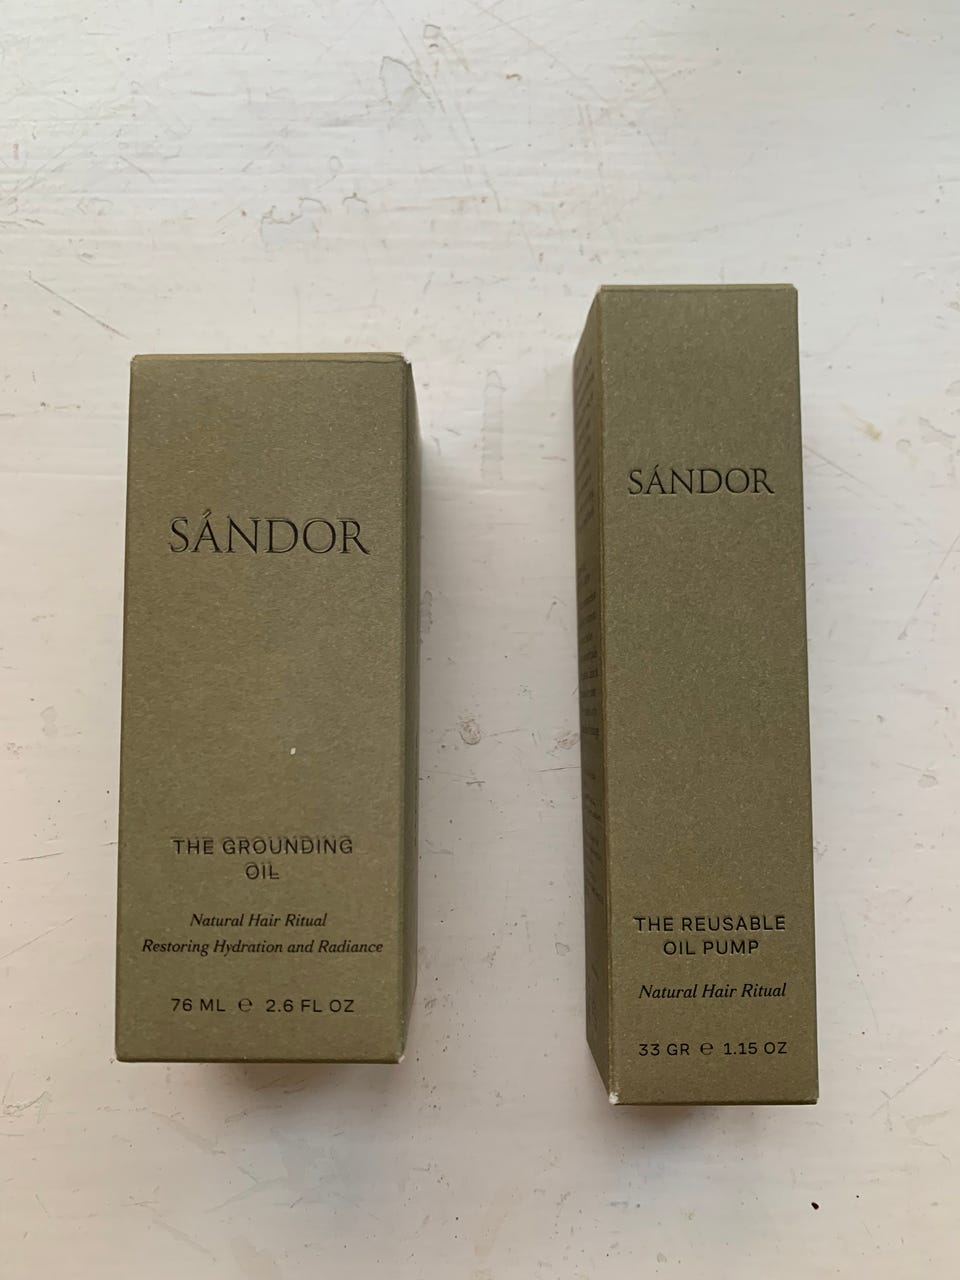 SÁNDOR
THE GROUNDING
OIL
Natural Hair Ritual
Restoring Hydration and Radiance
76 ML ℮ 2.6 FL OZ
SÁNDOR
THE REUSABLE
OIL PUMP
Natural Hair Ritual
33 GR ℮ 1.15 OZ